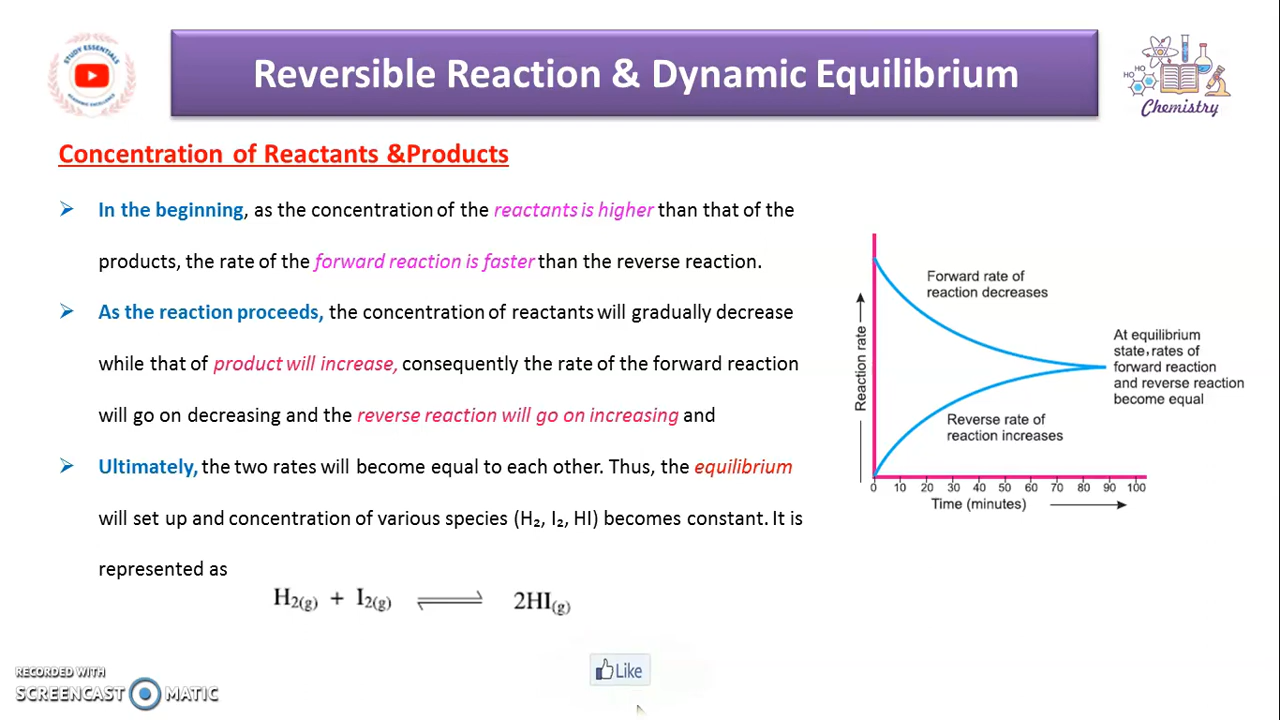 STUDY ESSENTIALS
ACADEMIC EXCELLENCE
Reversible Reaction & Dynamic Equilibrium
HO HO
HO
Chemistry
Concentration of Reactants &Products
➢ In the beginning, as the concentration of the reactants is higher than that of the
products, the rate of the forward reaction is faster than the reverse reaction.
➢ As the reaction proceeds, the concentration of reactants will gradually decrease
while that of product will increase, consequently the rate of the forward reaction
will go on decreasing and the reverse reaction will go on increasing and
➢ Ultimately, the two rates will become equal to each other. Thus, the equilibrium
will set up and concentration of various species (H₂, I₂, HI) becomes constant. It is
represented as
H₂(g) + I₂(g) ⇌ 2HI(g)
Reaction rate
Forward rate of
reaction decreases
At equilibrium
state, rates of
forward reaction
and reverse reaction
become equal
Reverse rate of
reaction increases
0 10 20 30 40 50 60 70 80 90 100
Time (minutes)
Like
RECORDED WITH
SCREENCAST MATIC